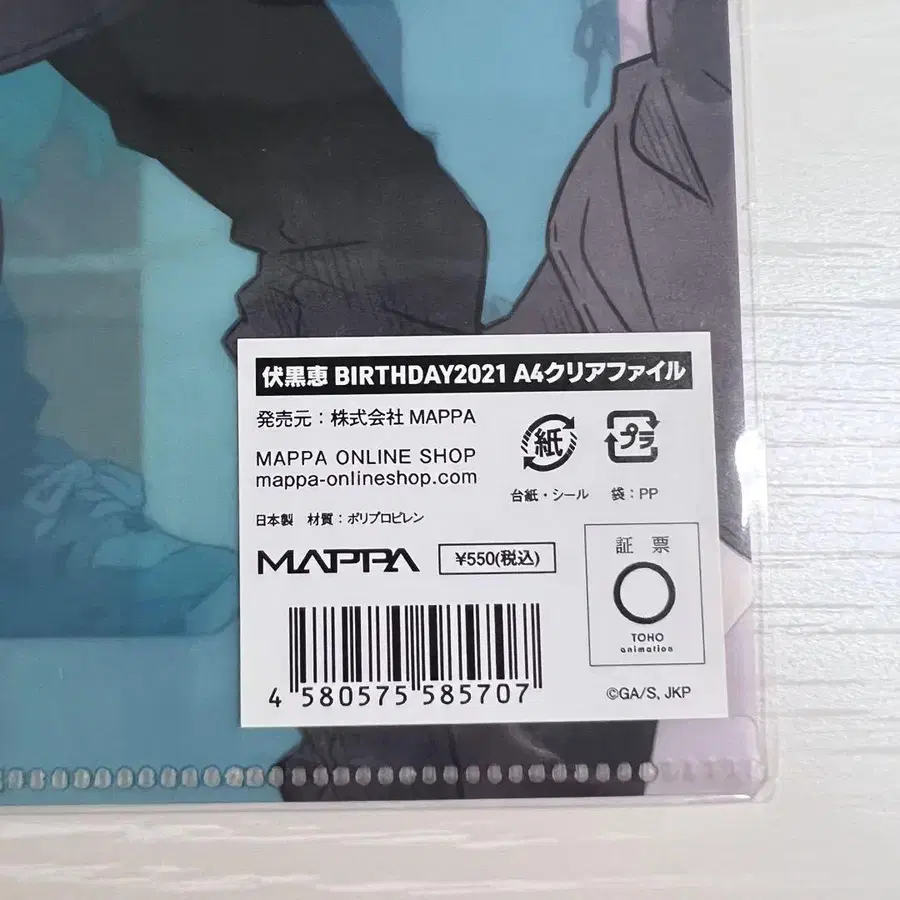 伏黒恵 BIRTHDAY2021 A4クリアファイル
発売元：株式会社 MAPPA
MAPPA ONLINE SHOP
mappa-onlineshop.com
日本製　材質：ポリプロピレン
MAPPA
¥550(税込)
4 580575 585707
紙
台紙・シール
プラ
袋：PP
証 票
TOHO
animation
©GA/S, JKP